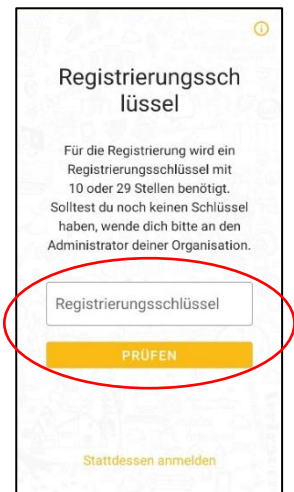 Registrierungssch
lüssel
Für die Registrierung wird ein
Registrierungsschlüssel mit
10 oder 29 Stellen benötigt.
Solltest du noch keinen Schlüssel
haben, wende dich bitte an den
Administrator deiner Organisation.
Registrierungsschlüssel
PRÜFEN
Stattdessen anmelden